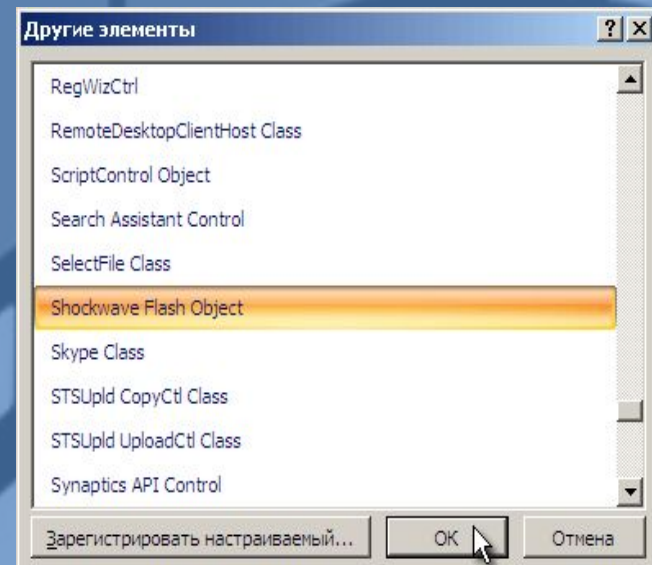 Другие элементы
RegWizCtrl
RemoteDesktopClientHost Class
ScriptControl Object
Search Assistant Control
SelectFile Class
Shockwave Flash Object
Skype Class
STSUpld CopyCtl Class
STSUpld UploadCtl Class
Synaptics API Control
Зарегистрировать настраиваемый... ОК Отмена